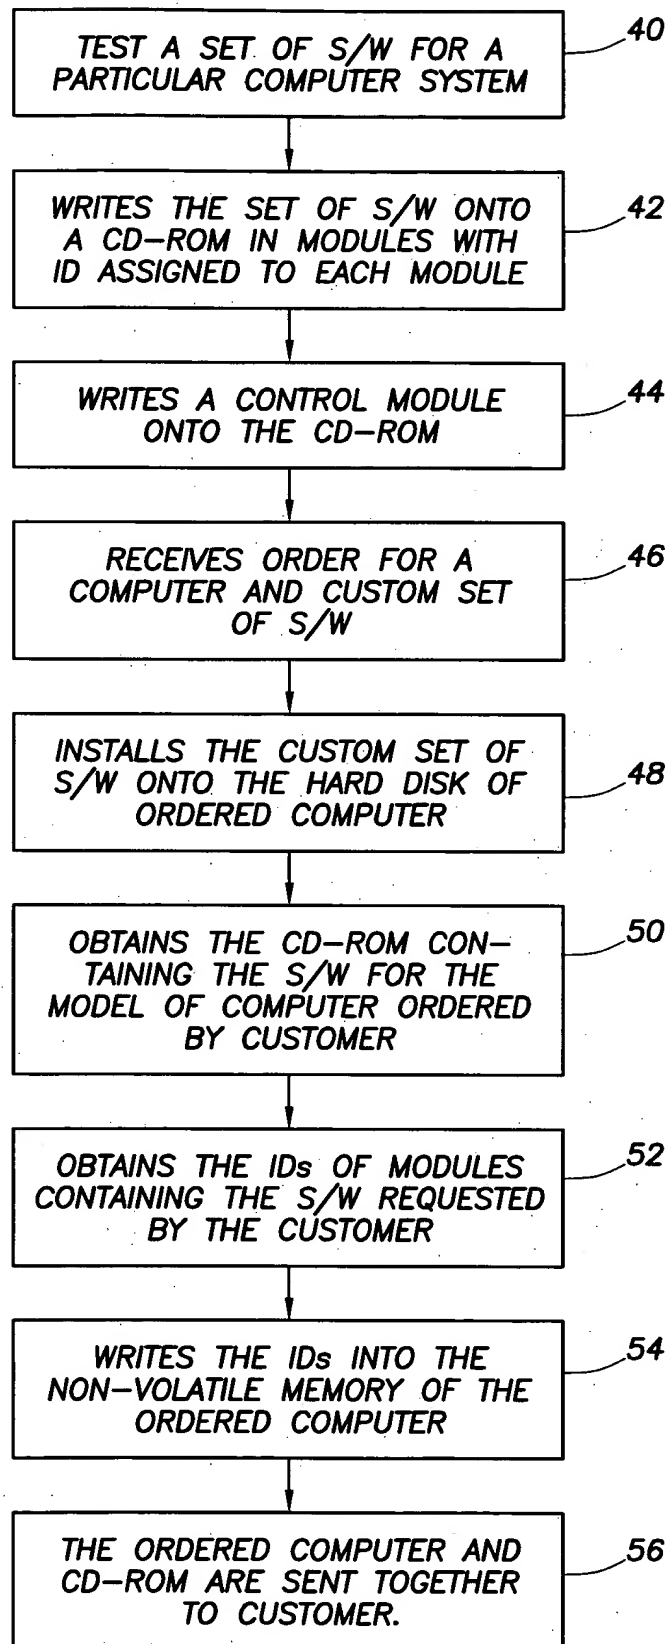 TEST A SET OF S/W FOR A
PARTICULAR COMPUTER SYSTEM
40
WRITES THE SET OF S/W ONTO
A CD-ROM IN MODULES WITH
ID ASSIGNED TO EACH MODULE
42
WRITES A CONTROL MODULE
ONTO THE CD-ROM
44
RECEIVES ORDER FOR A
COMPUTER AND CUSTOM SET
OF S/W
46
INSTALLS THE CUSTOM SET OF
S/W ONTO THE HARD DISK OF
ORDERED COMPUTER
48
OBTAINS THE CD-ROM CON-
TAINING THE S/W FOR THE
MODEL OF COMPUTER ORDERED
BY CUSTOMER
50
OBTAINS THE IDs OF MODULES
CONTAINING THE S/W REQUESTED
BY THE CUSTOMER
52
WRITES THE IDs INTO THE
NON-VOLATILE MEMORY OF THE
ORDERED COMPUTER
54
THE ORDERED COMPUTER AND
CD-ROM ARE SENT TOGETHER
TO CUSTOMER.
56